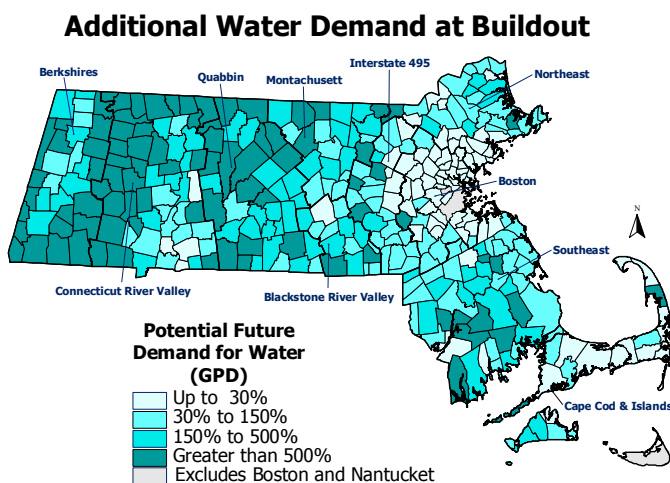 Additional Water Demand at Buildout
Interstate 495
Berkshires
Quabbin
Montachusett
Northeast
Boston
N
Southeast
Connecticut River Valley
Blackstone River Valley
Potential Future
Demand for Water
(GPD)
Up to 30%
30% to 150%
150% to 500%
Greater than 500%
Excludes Boston and Nantucket
Cape Cod & Islands